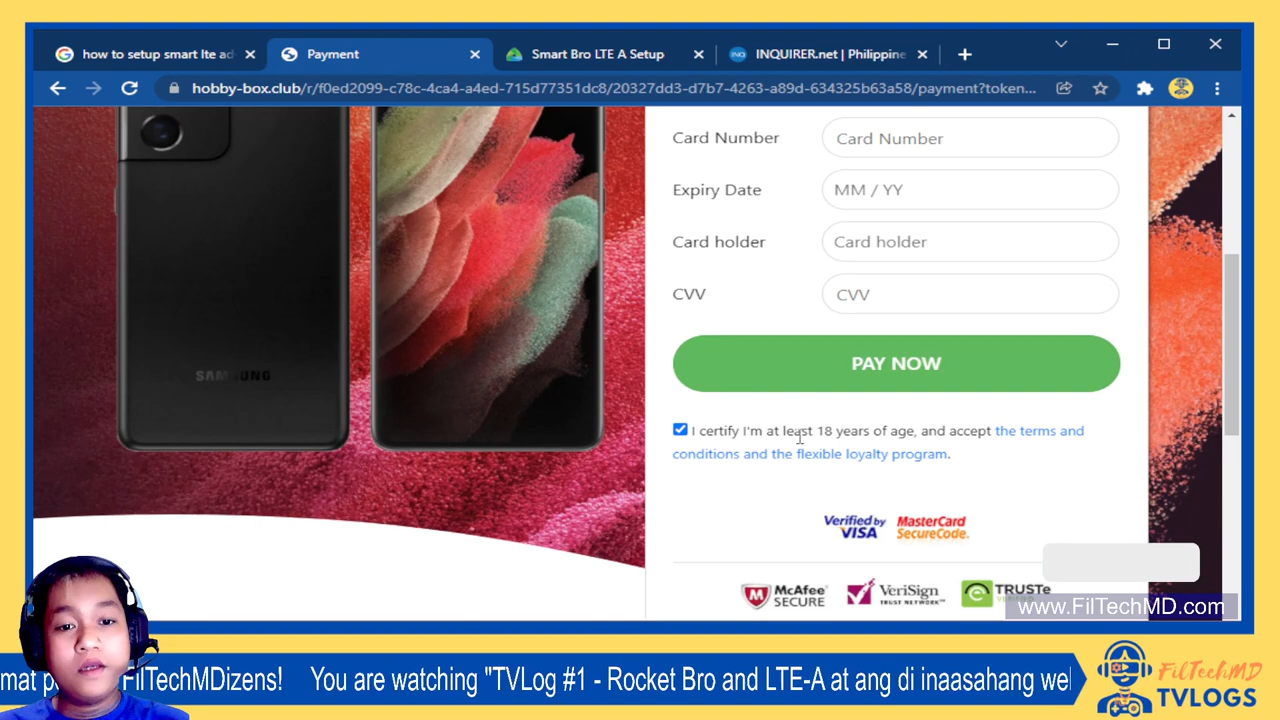 how to setup smart lte ad
Payment
Smart Bro LTE A Setup
INQUIRER.net | Philippine
hobby-box.club/r/f0ed2099-c78c-4ca4-a4ed-715d77351dc8/20327dd3-d7b7-4263-a89d-634325b63a58/payment?token...
Card Number
Card Number
Expiry Date
MM / YY
Card holder
Card holder
CVV
CVV
PAY NOW
I certify I'm at least 18 years of age, and accept the terms and
conditions and the flexible loyalty program.
SAMSUNG
Verified by
VISA
MasterCard
SecureCode.
McAfee
SECURE
VeriSign
TRUST NETWORK
TRUSTe
www.FilTechMD.com
FilTechMDizens! You are watching "TVLog #1 - Rocket Bro and LTE-A at ang di inaasahang
FilTechMD
TVLOGS